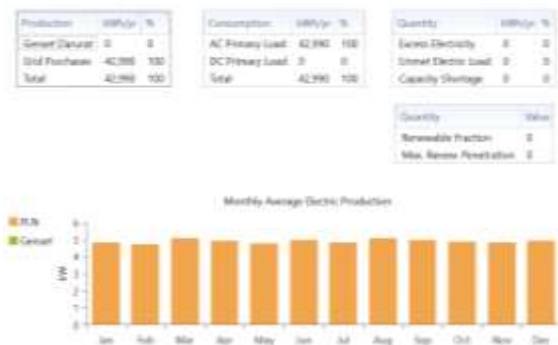 Production kWh/yr %
Genset Darurat 0 0
Grid Purchases 42,990 100
Total 42,990 100
Consumption kWh/yr %
AC Primary Load 42,990 100
DC Primary Load 0 0
Total 42,990 100
Quantity kWh/yr %
Excess Electricity 0 0
Unmet Electric Load 0 0
Capacity Shortage 0 0
Quantity Value
Renewable Fraction 0
Max. Renew. Penetration 0
Monthly Average Electric Production
PLN
Genset
kW
6
5
4
3
2
1
0
Jan Feb Mar Apr May Jun Jul Aug Sep Oct Nov Dec